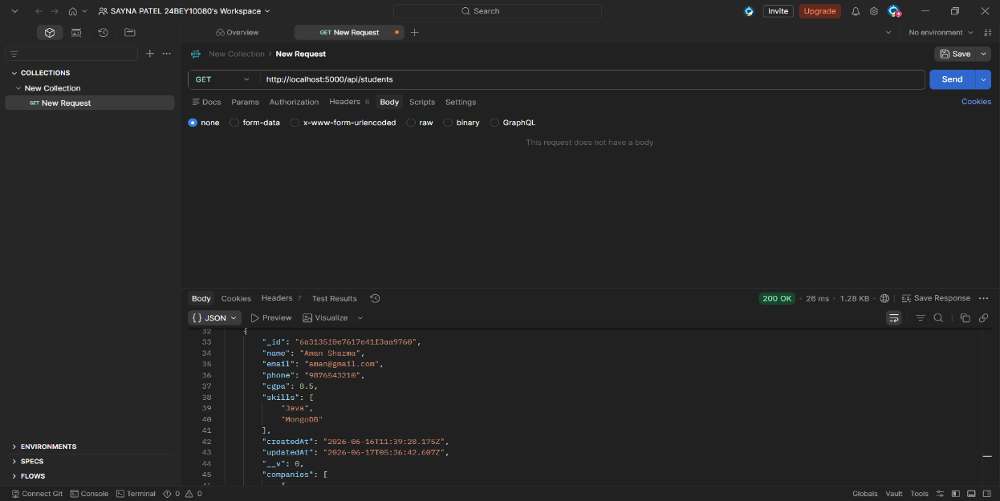 SAYNA PATEL 24BEY10080's Workspace
Search
Invite
Upgrade
Overview
GET New Request
No environment
New Collection > New Request
Save
COLLECTIONS
New Collection
GET New Request
GET http://localhost:5000/api/students
Send
Docs Params Authorization Headers 6 Body Scripts Settings
Cookies
none form-data x-www-form-urlencoded raw binary GraphQL
This request does not have a body
Body Cookies Headers 7 Test Results
200 OK • 26 ms • 1.28 KB
e.g. Save Response
{ } JSON Preview Visualize
32 {
33 "_id": "6a3135f0e7617e41f3aa9760",
34 "name": "Aman Sharma",
35 "email": "aman@gmail.com",
36 "phone": "9876543210",
37 "cgpa": 8.5,
38 "skills": [
39 "Java",
40 "MongoDB"
41 ],
42 "createdAt": "2026-06-16T11:39:28.175Z",
43 "updatedAt": "2026-06-17T05:36:42.607Z",
44 "__v": 0,
45 "companies": [
ENVIRONMENTS
SPECS
FLOWS
Connect Git Console Terminal 0 0
Globals Vault Tools